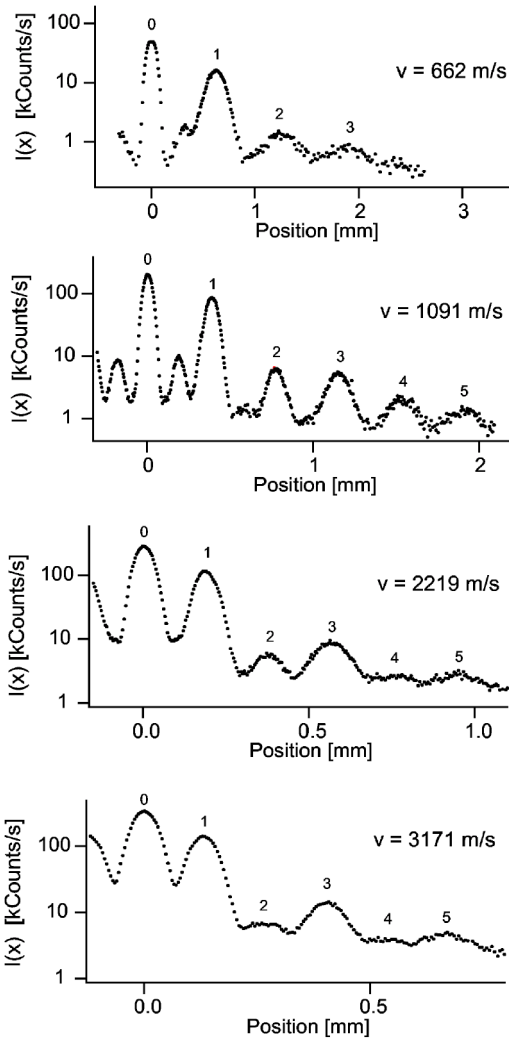 0
100
1
v = 662 m/s
10
2
3
1
I(x) [kCounts/s]
0 1 2 3
Position [mm]
0
1
100
v = 1091 m/s
10
2
3
4
5
1
I(x) [kCounts/s]
0 1 2
Position [mm]
0
1
100
v = 2219 m/s
10
2
3
4
5
1
I(x) [kCounts/s]
0.0 0.5 1.0
Position [mm]
0
1
100
v = 3171 m/s
10
2
3
4
5
1
I(x) [kCounts/s]
0.0 0.5
Position [mm]